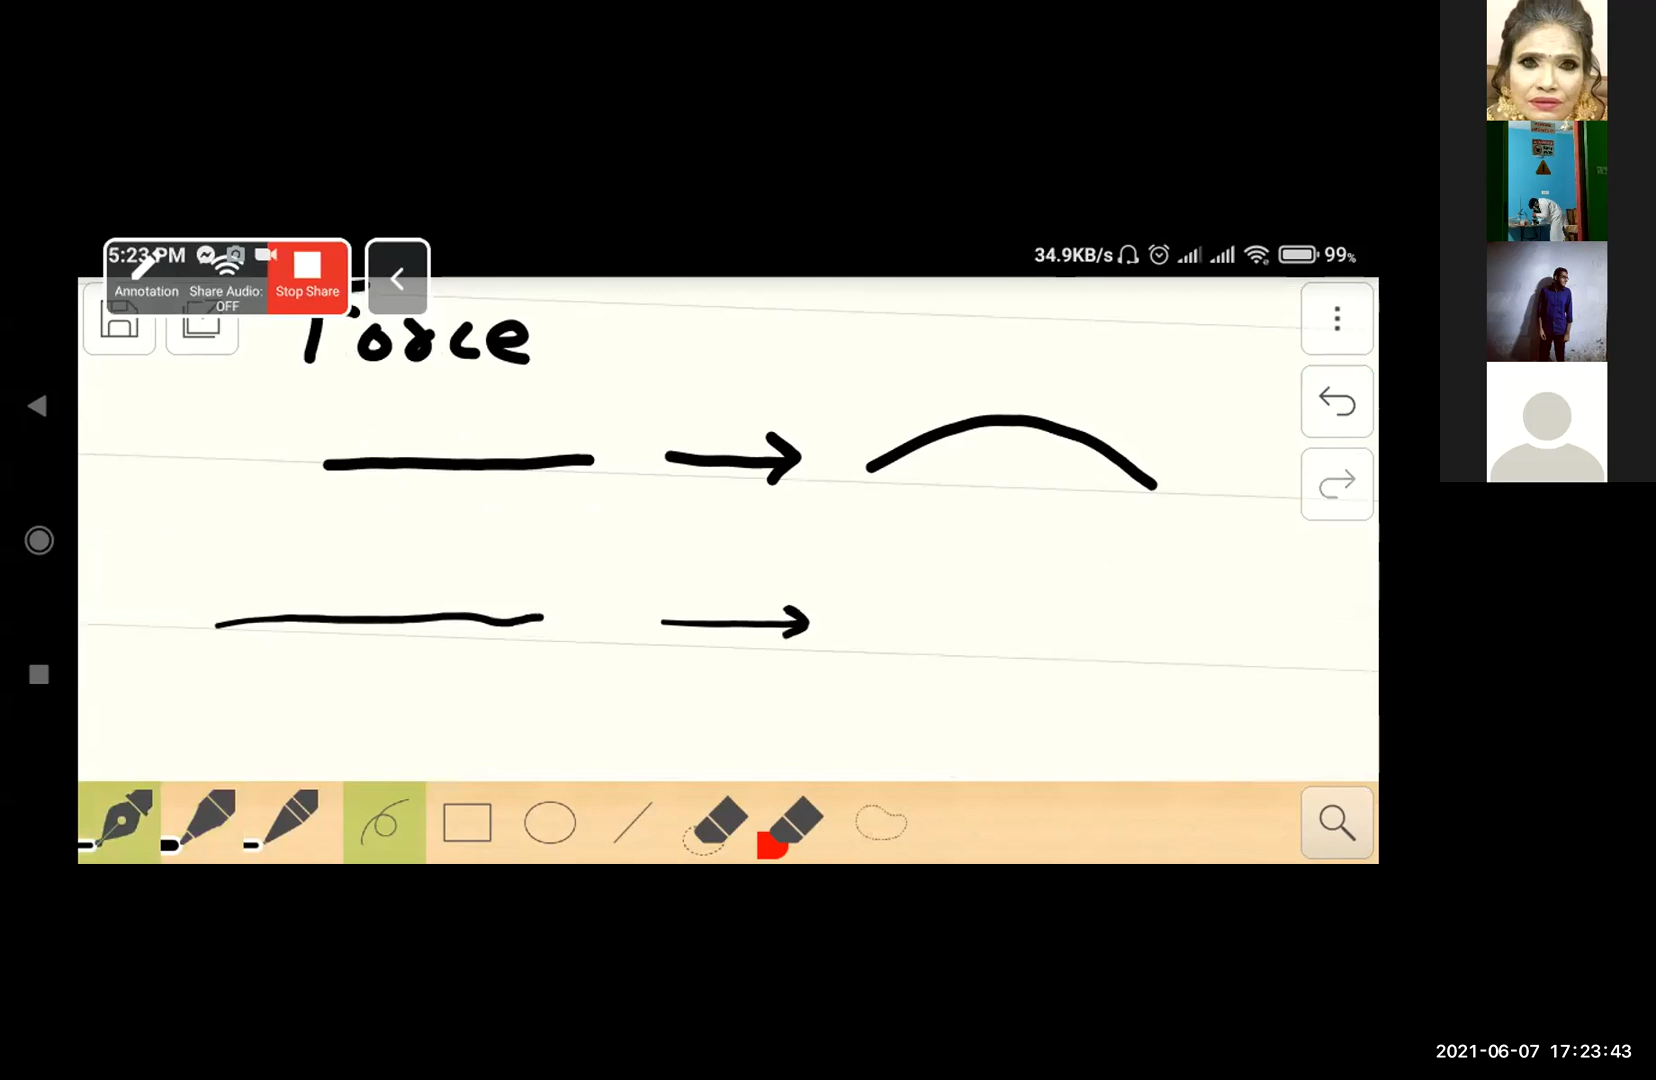 5:23 PM
34.9KB/s 99%
Annotation Share Audio: OFF Stop Share
Force
2021-06-07 17:23:43